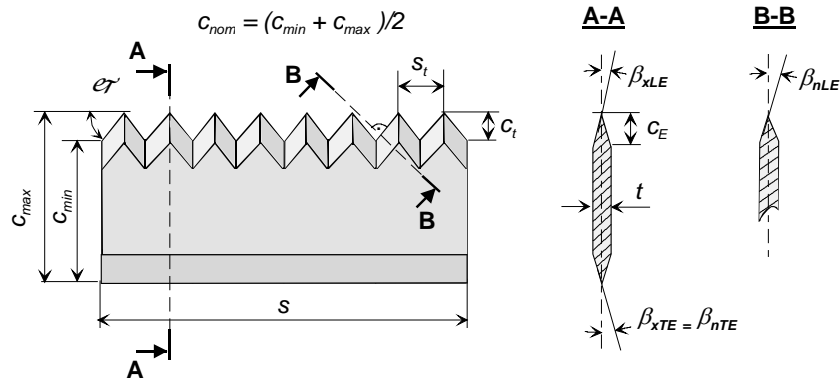 c_nom = (c_min + c_max)/2
A-A
B-B
A
B
s_t
β_xLE
β_nLE
c_t
c_E
c_max
c_min
t
B
s
β_xTE = β_nTE
A